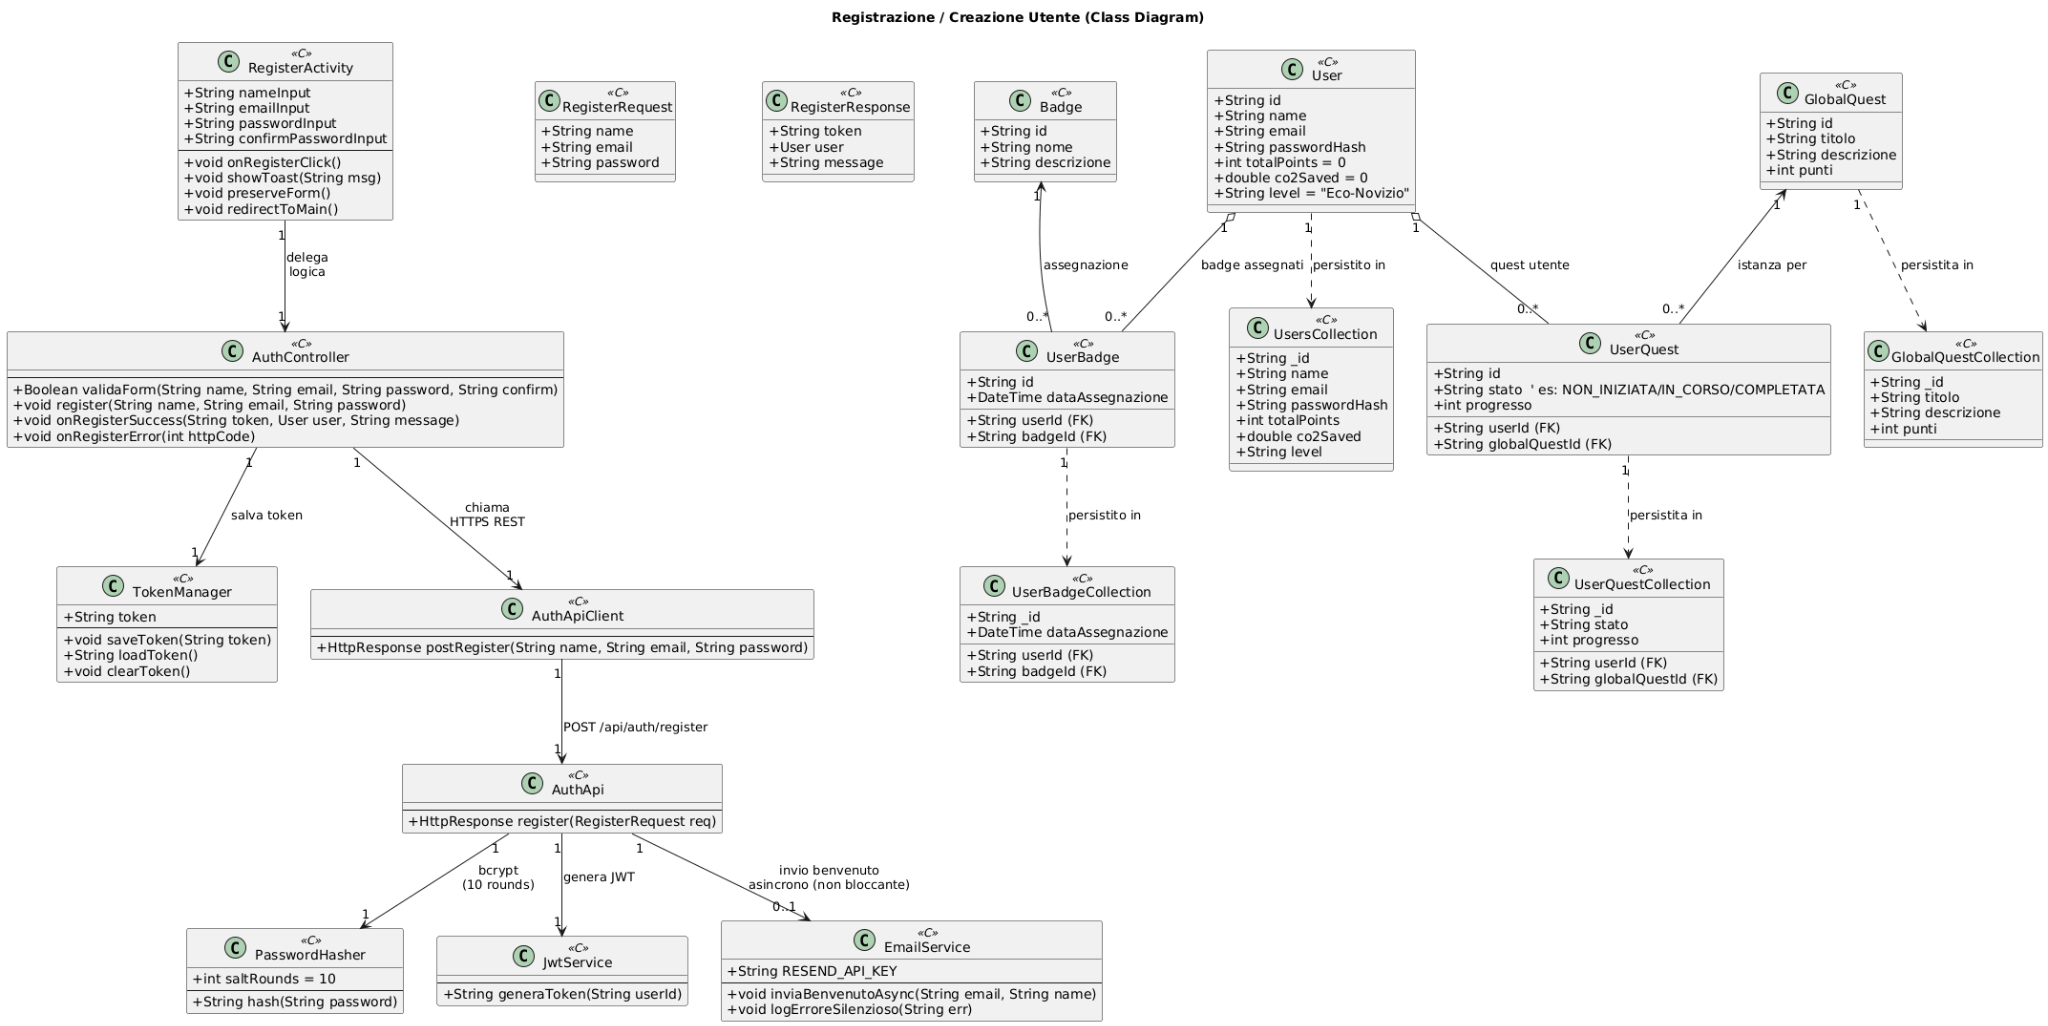 Registrazione / Creazione Utente (Class Diagram)
C
«C»
RegisterActivity
+String nameInput
+String emailInput
+String passwordInput
+String confirmPasswordInput
+void onRegisterClick()
+void showToast(String msg)
+void preserveForm()
+void redirectToMain()
C
«C»
RegisterRequest
+String name
+String email
+String password
C
«C»
RegisterResponse
+String token
+User user
+String message
C
«C»
Badge
+String id
+String nome
+String descrizione
C
«C»
User
+String id
+String name
+String email
+String passwordHash
+int totalPoints = 0
+double co2Saved = 0
+String level = "Eco-Novizio"
C
«C»
GlobalQuest
+String id
+String titolo
+String descrizione
+int punti
1
delega
logica
1
1
assegnazione
0..*
1
badge assegnati
0..*
1
persistito in
1
quest utente
0..*
1
istanza per
0..*
1
persistita in
C
«C»
AuthController
+Boolean validaForm(String name, String email, String password, String confirm)
+void register(String name, String email, String password)
+void onRegisterSuccess(String token, User user, String message)
+void onRegisterError(int httpCode)
C
«C»
UserBadge
+String id
+DateTime dataAssegnazione
+String userId (FK)
+String badgeId (FK)
C
«C»
UsersCollection
+String _id
+String name
+String email
+String passwordHash
+int totalPoints
+double co2Saved
+String level
C
«C»
UserQuest
+String id
+String stato  ' es: NON_INIZIATA/IN_CORSO/COMPLETATA
+int progresso
+String userId (FK)
+String globalQuestId (FK)
C
«C»
GlobalQuestCollection
+String _id
+String titolo
+String descrizione
+int punti
1
salva token
1
1
chiama
HTTPS REST
1
1
persistito in
1
persistita in
C
«C»
TokenManager
+String token
+void saveToken(String token)
+String loadToken()
+void clearToken()
C
«C»
AuthApiClient
+HttpResponse postRegister(String name, String email, String password)
C
«C»
UserBadgeCollection
+String _id
+DateTime dataAssegnazione
+String userId (FK)
+String badgeId (FK)
C
«C»
UserQuestCollection
+String _id
+String stato
+int progresso
+String userId (FK)
+String globalQuestId (FK)
1
POST /api/auth/register
1
C
«C»
AuthApi
+HttpResponse register(RegisterRequest req)
1
bcrypt
(10 rounds)
1
1
genera JWT
1
1
invio benvenuto
asincrono (non bloccante)
0..1
C
«C»
PasswordHasher
+int saltRounds = 10
+String hash(String password)
C
«C»
JwtService
+String generaToken(String userId)
C
«C»
EmailService
+String RESEND_API_KEY
+void inviaBenvenutoAsync(String email, String name)
+void logErroreSilenzioso(String err)